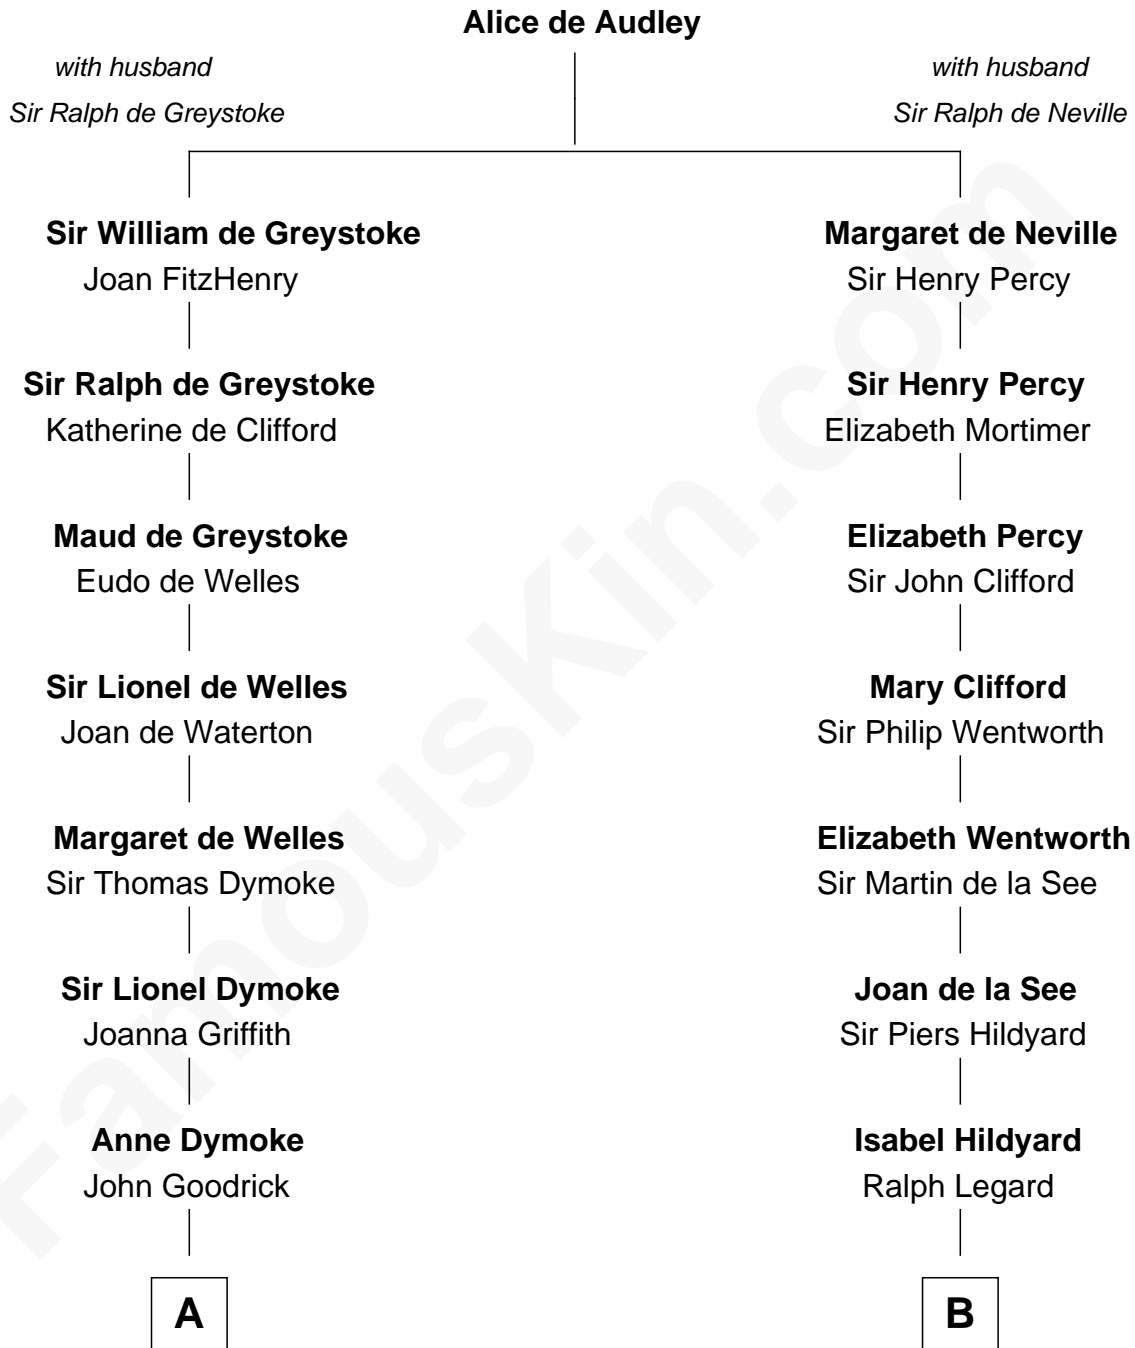 Alice de Audley
with husband
Sir Ralph de Greystoke
with husband
Sir Ralph de Neville
Sir William de Greystoke
Joan FitzHenry
Margaret de Neville
Sir Henry Percy
Sir Ralph de Greystoke
Katherine de Clifford
Sir Henry Percy
Elizabeth Mortimer
Maud de Greystoke
Eudo de Welles
Elizabeth Percy
Sir John Clifford
Sir Lionel de Welles
Joan de Waterton
Mary Clifford
Sir Philip Wentworth
Margaret de Welles
Sir Thomas Dymoke
Elizabeth Wentworth
Sir Martin de la See
Sir Lionel Dymoke
Joanna Griffith
Joan de la See
Sir Piers Hildyard
Anne Dymoke
John Goodrick
Isabel Hildyard
Ralph Legard
A
B
FamousKin.com